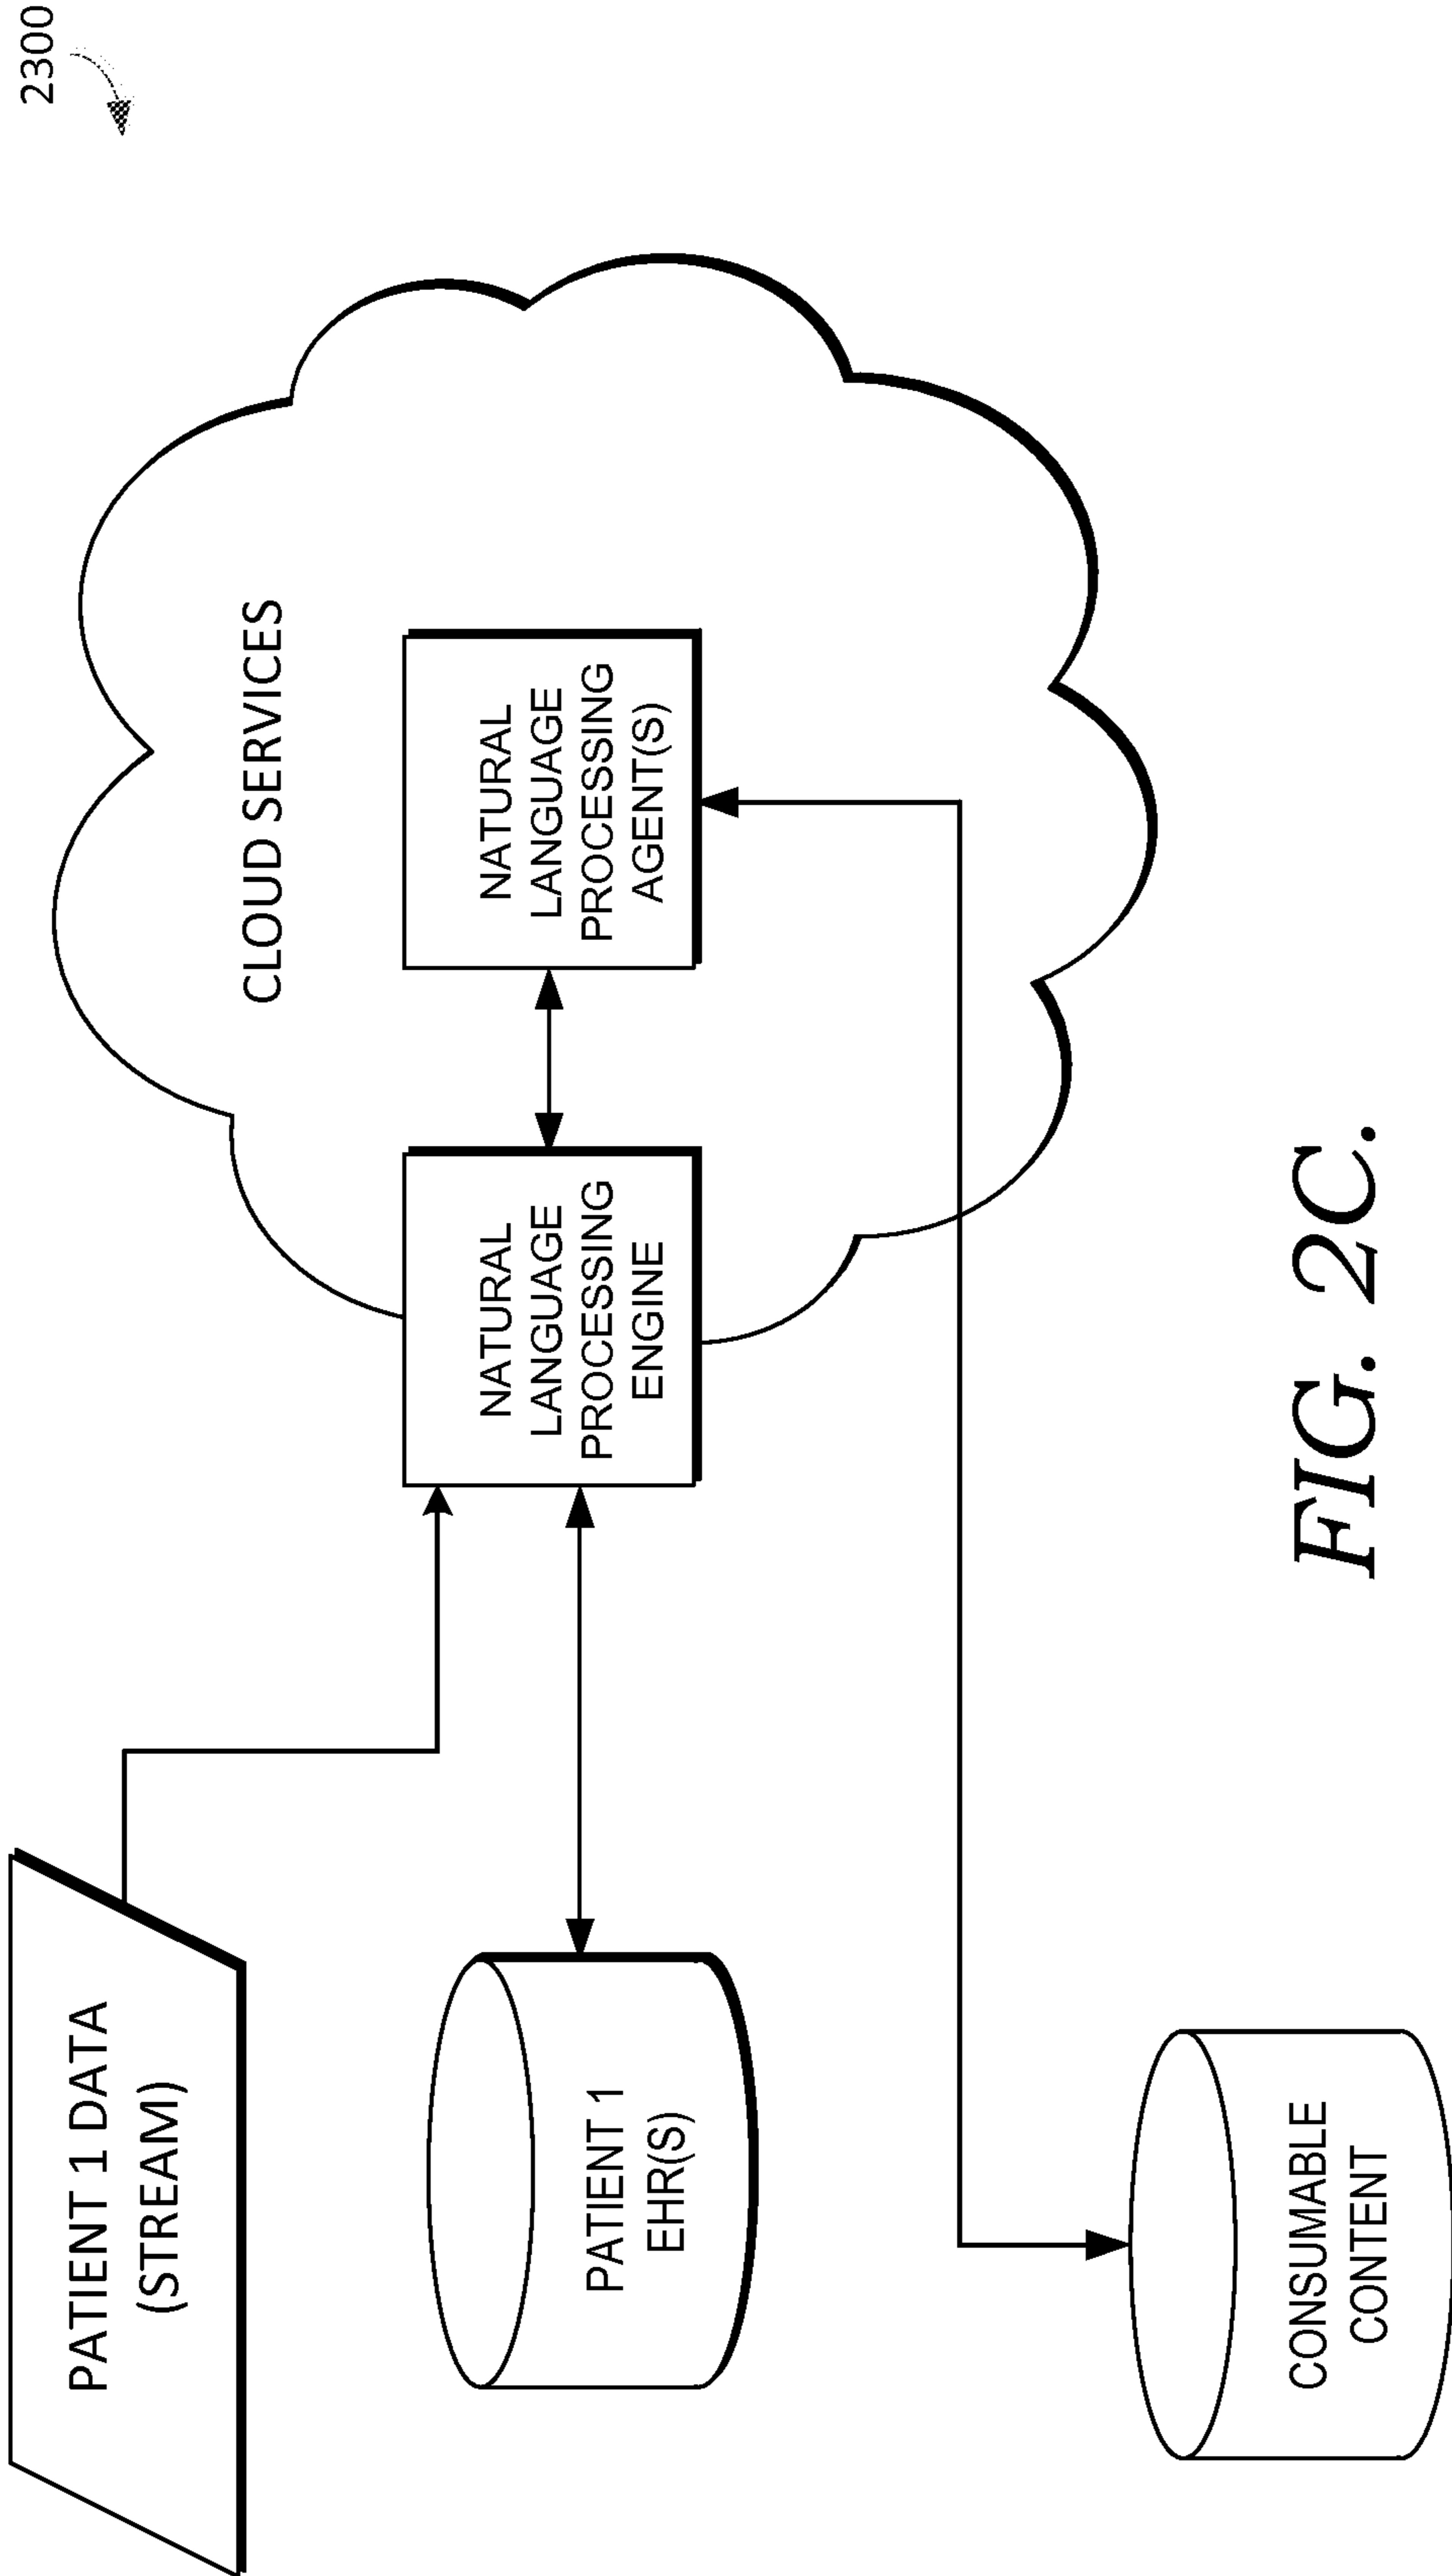 2300
PATIENT 1 DATA
(STREAM)
CLOUD SERVICES
PATIENT 1
EHR(S)
NATURAL
LANGUAGE
PROCESSING
ENGINE
NATURAL
LANGUAGE
PROCESSING
AGENT(S)
CONSUMABLE
CONTENT
FIG. 2C.